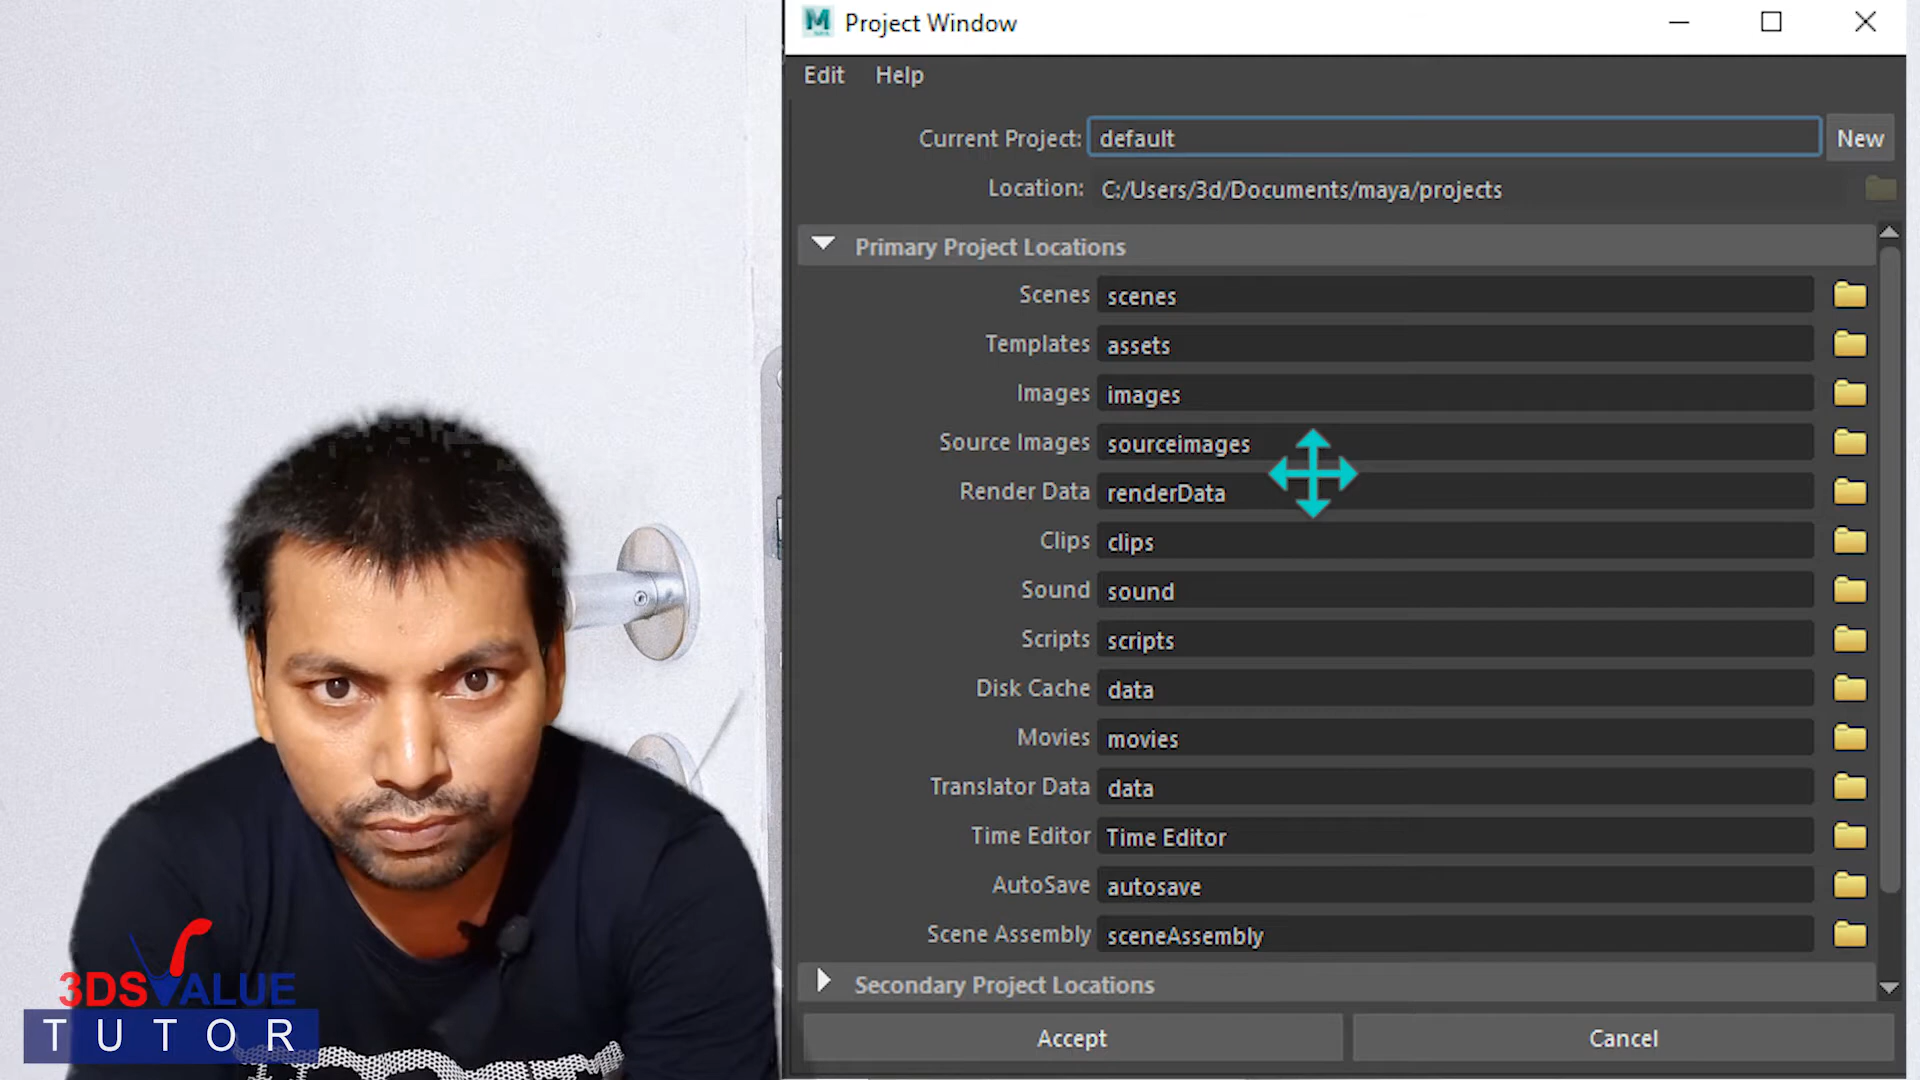 M
Project Window
Edit Help
Current Project: default New
Location: C:/Users/3d/Documents/maya/projects
Primary Project Locations
Scenes scenes
Templates assets
Images images
Source Images sourceimages
Render Data renderData
Clips clips
Sound sound
Scripts scripts
Disk Cache data
Movies movies
Translator Data data
Time Editor Time Editor
AutoSave autosave
Scene Assembly sceneAssembly
Secondary Project Locations
Accept Cancel
3DSVALUE
TUTOR